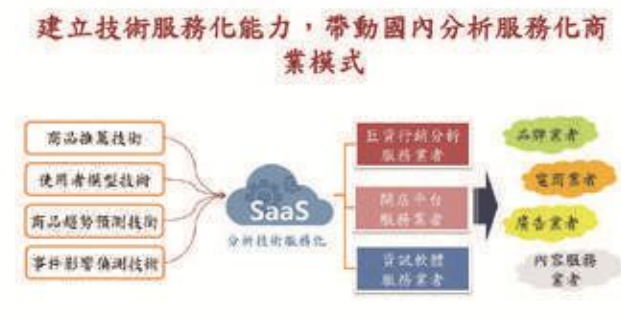 建立技術服務化能力，帶動國內分析服務化商
業模式
商品推薦技術
使用者模型技術
商品趨勢預測技術
事件影響偵測技術
SaaS
分析技術服務化
巨資行銷分析
服務業者
開店平台
服務業者
資訊軟體
服務業者
品牌業者
電商業者
廣告業者
內容服務
業者